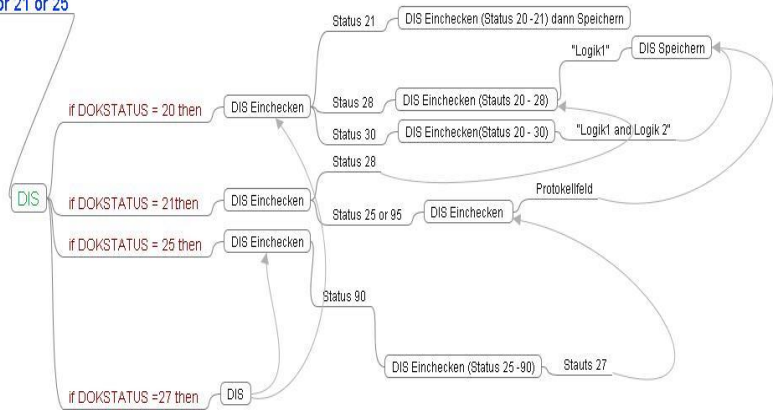 or 21 or 25
Status 21
DIS Einchecken (Status 20 -21) dann Speichern
"Logik1"
DIS Speichern
if DOKSTATUS = 20 then
DIS Einchecken
Staus 28
DIS Einchecken (Stauts 20 - 28)
Status 30
DIS Einchecken(Status 20 - 30)
"Logik1 and Logik 2"
Status 28
DIS
if DOKSTATUS = 21then
DIS Einchecken
Status 25 or 95
DIS Einchecken
Protokellfeld
if DOKSTATUS = 25 then
DIS Einchecken
Status 90
DIS Einchecken (Status 25 -90)
Stauts 27
if DOKSTATUS =27 then
DIS